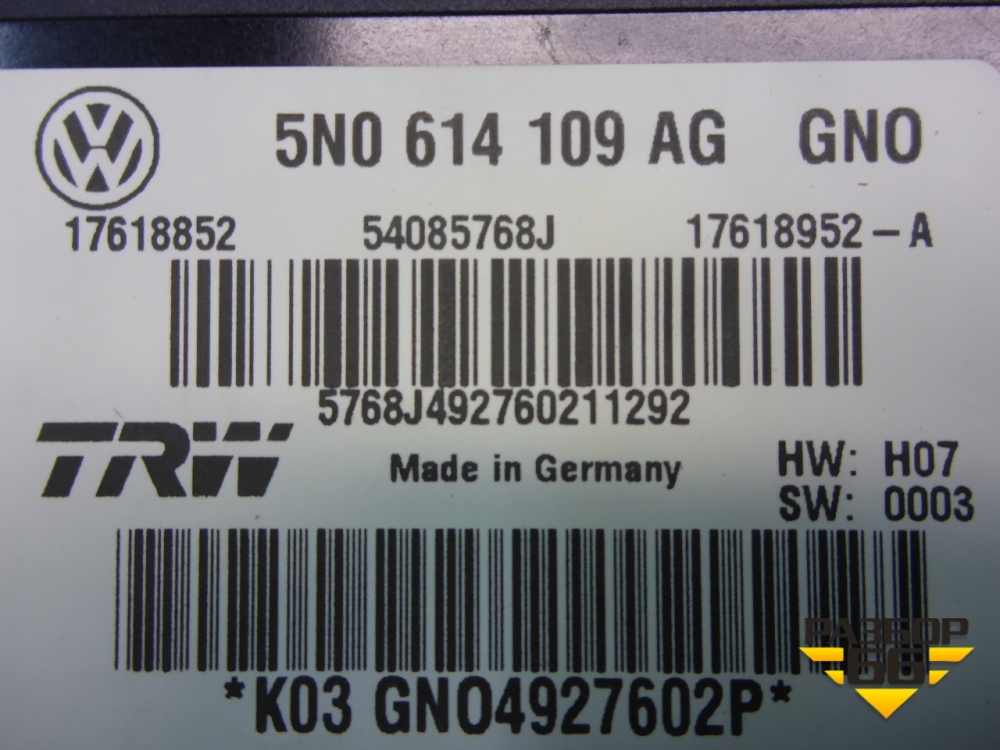 5N0 614 109 AG GNO
17618852 54085768J 17618952-A
5768J492760211292
TRW
Made in Germany
HW: H07
SW: 0003
*K03 GNO4927602P*
РАЗБОР
60